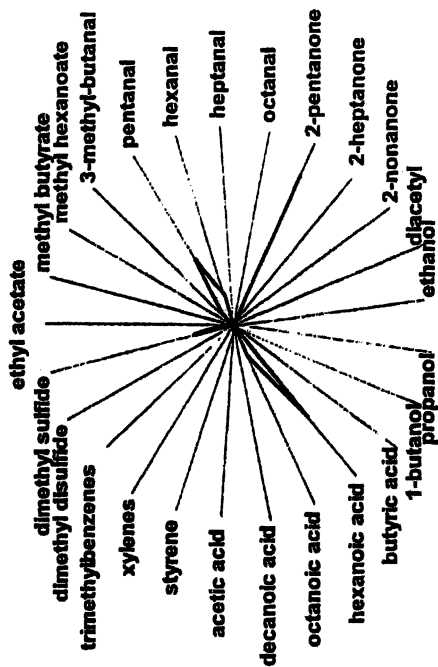 ethyl acetate
methyl butyrate
methyl hexanoate
3-methyl-butanal
pentanal
hexanal
heptanal
octanal
2-pentanone
2-heptanone
2-nonanone
diacetyl
ethanol
propanol
1-butanol
butyric acid
hexanoic acid
octanoic acid
decanoic acid
acetic acid
styrene
xylenes
trimethylbenzenes
dimethyl disulfide
dimethyl sulfide